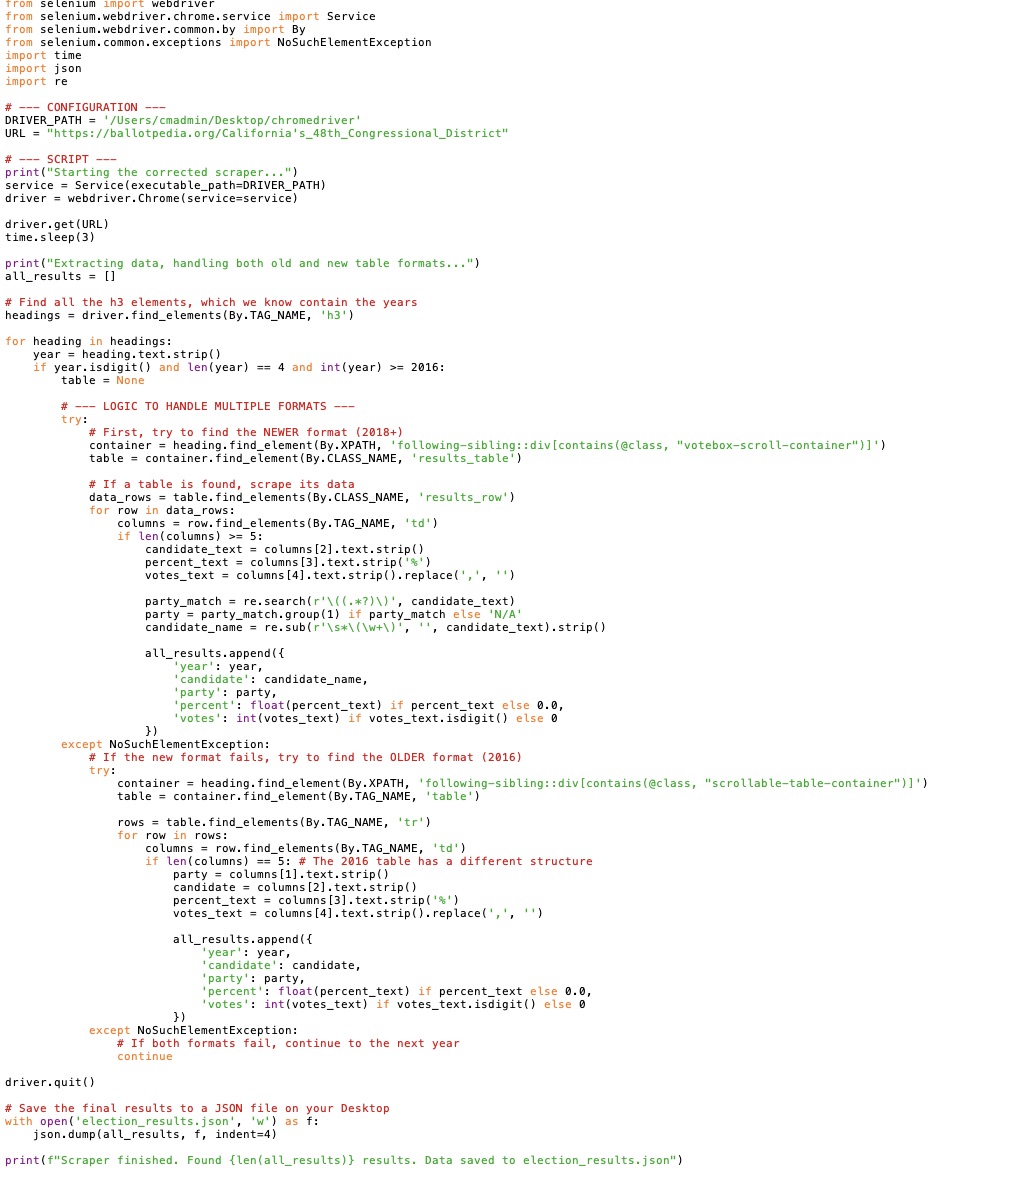 from selenium import webdriver
from selenium.webdriver.chrome.service import Service
from selenium.webdriver.common.by import By
from selenium.common.exceptions import NoSuchElementException
import time
import json
import re

# --- CONFIGURATION ---
DRIVER_PATH = '/Users/cmadmin/Desktop/chromedriver'
URL = "https://ballotpedia.org/California's_48th_Congressional_District"

# --- SCRIPT ---
print("Starting the corrected scraper...")
service = Service(executable_path=DRIVER_PATH)
driver = webdriver.Chrome(service=service)

driver.get(URL)
time.sleep(3)

print("Extracting data, handling both old and new table formats...")
all_results = []

# Find all the h3 elements, which we know contain the years
headings = driver.find_elements(By.TAG_NAME, 'h3')

for heading in headings:
    year = heading.text.strip()
    if year.isdigit() and len(year) == 4 and int(year) >= 2016:
        table = None

        # --- LOGIC TO HANDLE MULTIPLE FORMATS ---
        try:
            # First, try to find the NEWER format (2018+)
            container = heading.find_element(By.XPATH, 'following-sibling::div[contains(@class, "votebox-scroll-container")]')
            table = container.find_element(By.CLASS_NAME, 'results_table')

            # If a table is found, scrape its data
            data_rows = table.find_elements(By.CLASS_NAME, 'results_row')
            for row in data_rows:
                columns = row.find_elements(By.TAG_NAME, 'td')
                if len(columns) >= 5:
                    candidate_text = columns[2].text.strip()
                    percent_text = columns[3].text.strip('%')
                    votes_text = columns[4].text.strip().replace(',', '')

                    party_match = re.search(r'\((.*?)\)', candidate_text)
                    party = party_match.group(1) if party_match else 'N/A'
                    candidate_name = re.sub(r'\s*\(\w+\)', '', candidate_text).strip()

                    all_results.append({
                        'year': year,
                        'candidate': candidate_name,
                        'party': party,
                        'percent': float(percent_text) if percent_text else 0.0,
                        'votes': int(votes_text) if votes_text.isdigit() else 0
                    })
        except NoSuchElementException:
            # If the new format fails, try to find the OLDER format (2016)
            try:
                container = heading.find_element(By.XPATH, 'following-sibling::div[contains(@class, "scrollable-table-container")]')
                table = container.find_element(By.TAG_NAME, 'table')

                rows = table.find_elements(By.TAG_NAME, 'tr')
                for row in rows:
                    columns = row.find_elements(By.TAG_NAME, 'td')
                    if len(columns) == 5: # The 2016 table has a different structure
                        party = columns[1].text.strip()
                        candidate = columns[2].text.strip()
                        percent_text = columns[3].text.strip('%')
                        votes_text = columns[4].text.strip().replace(',', '')

                        all_results.append({
                            'year': year,
                            'candidate': candidate,
                            'party': party,
                            'percent': float(percent_text) if percent_text else 0.0,
                            'votes': int(votes_text) if votes_text.isdigit() else 0
                        })
            except NoSuchElementException:
                # If both formats fail, continue to the next year
                continue

driver.quit()

# Save the final results to a JSON file on your Desktop
with open('election_results.json', 'w') as f:
    json.dump(all_results, f, indent=4)

print(f"Scraper finished. Found {len(all_results)} results. Data saved to election_results.json")